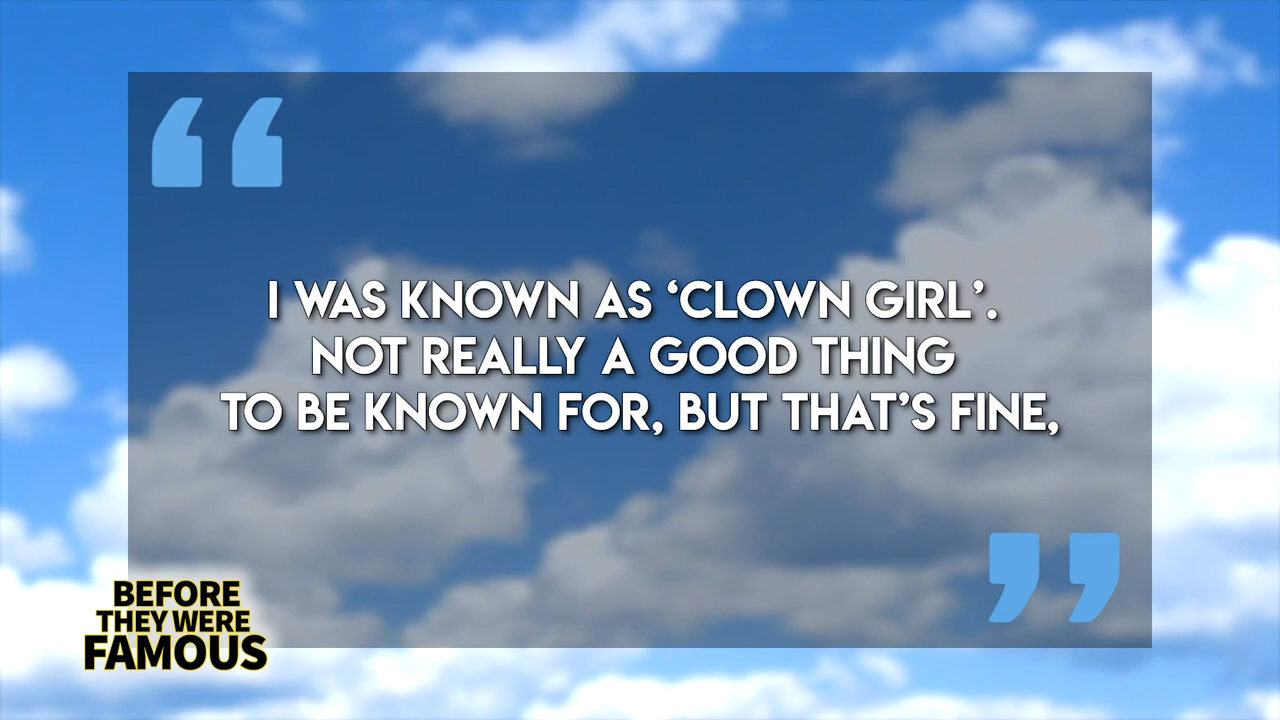 “
I WAS KNOWN AS ‘CLOWN GIRL’.
NOT REALLY A GOOD THING
TO BE KNOWN FOR, BUT THAT’S FINE,
”
BEFORE
THEY WERE
FAMOUS